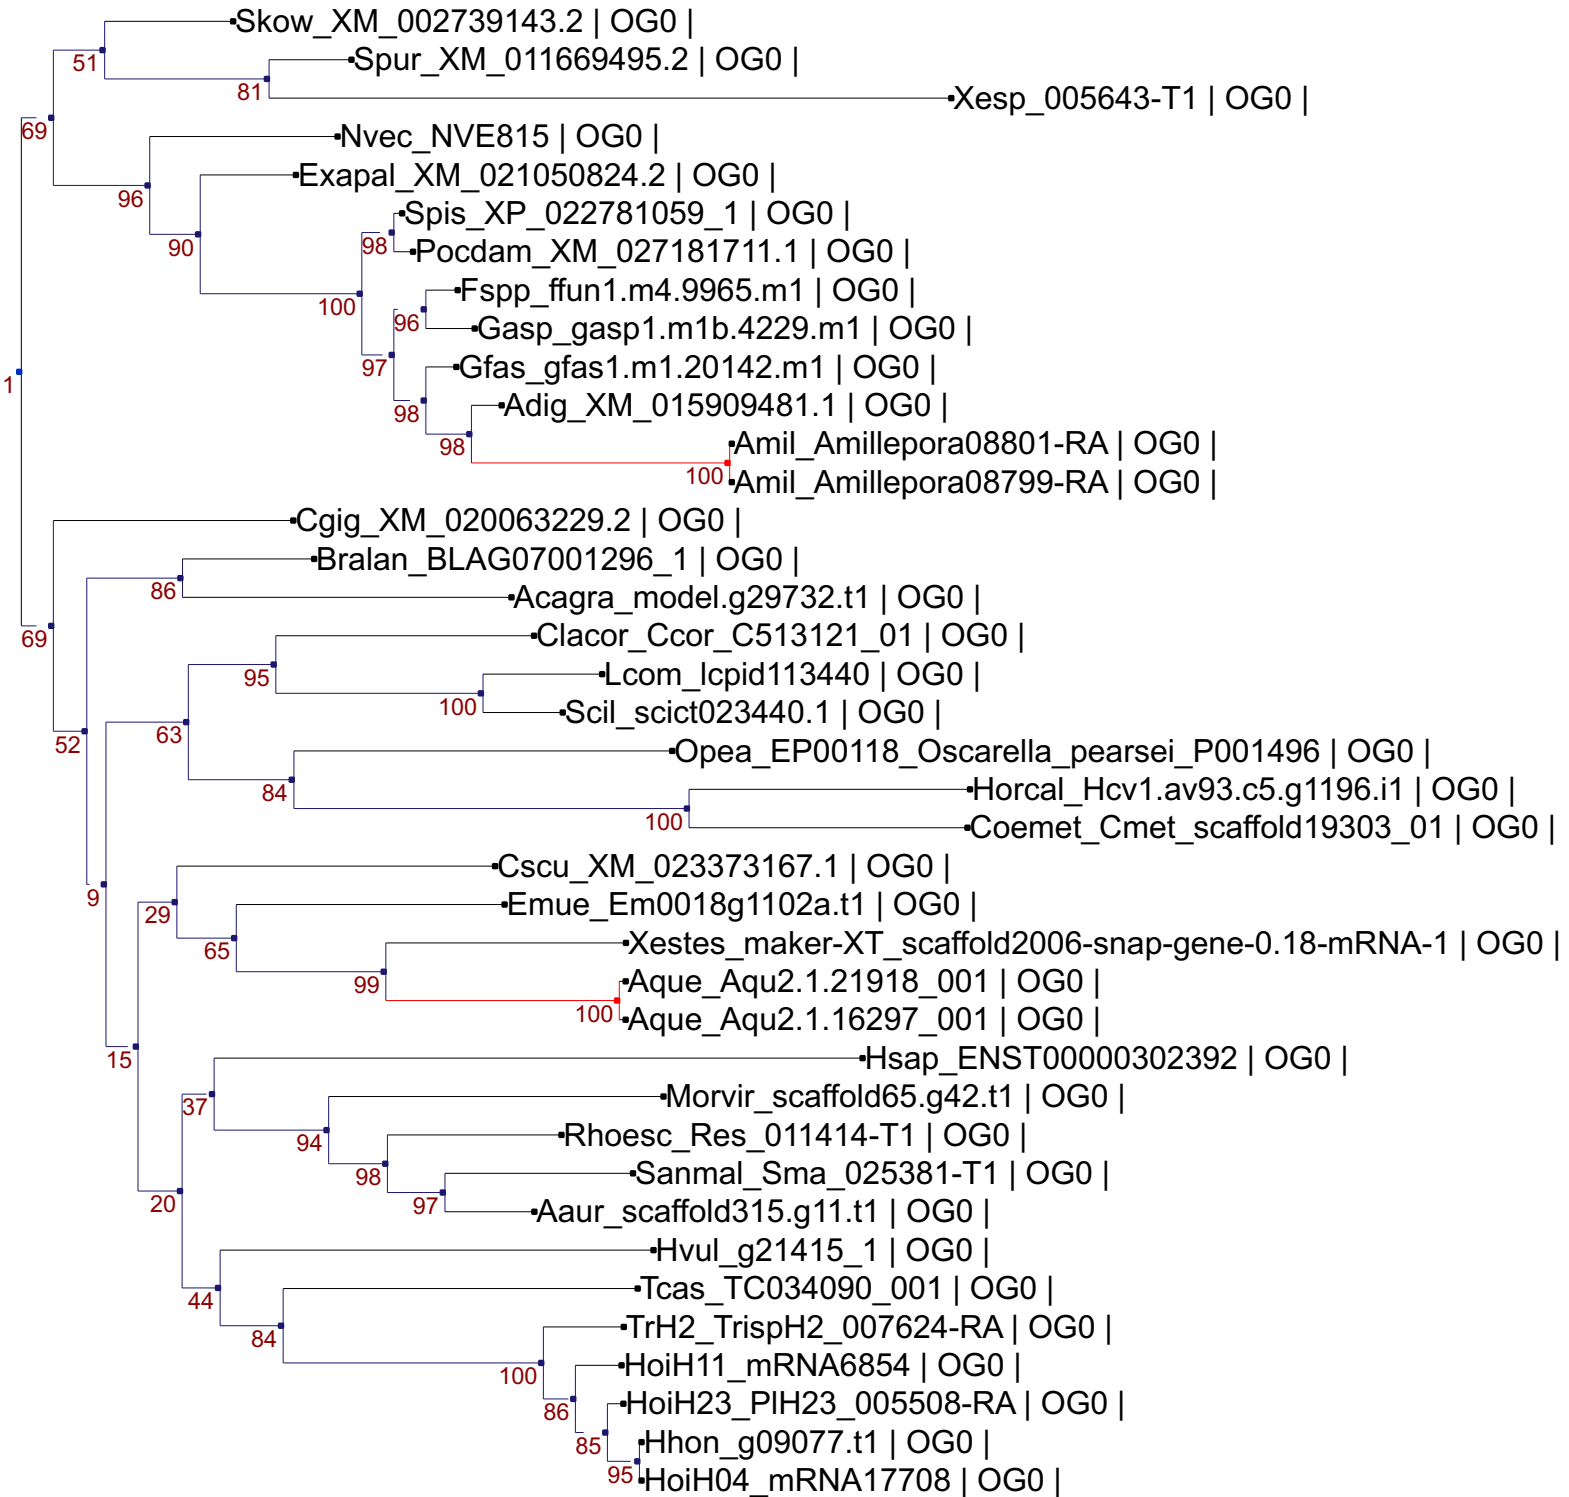 Skow_XM_002739143.2 | OG0 |
51
Spur_XM_011669495.2 | OG0 |
81
Xesp_005643-T1 | OG0 |
69
Nvec_NVE815 | OG0 |
Exapal_XM_021050824.2 | OG0 |
96
Spis_XP_022781059_1 | OG0 |
90
98
Pocdam_XM_027181711.1 | OG0 |
Fspp_ffun1.m4.9965.m1 | OG0 |
100
96
Gasp_gasp1.m1b.4229.m1 | OG0 |
97
Gfas_gfas1.m1.20142.m1 | OG0 |
1
98
Adig_XM_015909481.1 | OG0 |
98
Amil_Amillepora08801-RA | OG0 |
100
Amil_Amillepora08799-RA | OG0 |
Cgig_XM_020063229.2 | OG0 |
Bralan_BLAG07001296_1 | OG0 |
86
Acagra_model.g29732.t1 | OG0 |
69
Clacor_Ccor_C513121_01 | OG0 |
95
Lcom_lcpid113440 | OG0 |
100
Scil_scict023440.1 | OG0 |
63
52
Opea_EP00118_Oscarella_pearsei_P001496 | OG0 |
84
Horcal_Hcv1.av93.c5.g1196.i1 | OG0 |
100
Coemet_Cmet_scaffold19303_01 | OG0 |
Cscu_XM_023373167.1 | OG0 |
9
29
Emue_Em0018g1102a.t1 | OG0 |
65
Xestes_maker-XT_scaffold2006-snap-gene-0.18-mRNA-1 | OG0 |
99
Aque_Aqu2.1.21918_001 | OG0 |
100
Aque_Aqu2.1.16297_001 | OG0 |
15
Hsap_ENST00000302392 | OG0 |
37
Morvir_scaffold65.g42.t1 | OG0 |
94
Rhoesc_Res_011414-T1 | OG0 |
98
Sanmal_Sma_025381-T1 | OG0 |
20
97
Aaur_scaffold315.g11.t1 | OG0 |
Hvul_g21415_1 | OG0 |
44
Tcas_TC034090_001 | OG0 |
84
TrH2_TrispH2_007624-RA | OG0 |
100
HoiH11_mRNA6854 | OG0 |
86
HoiH23_PlH23_005508-RA | OG0 |
85
Hhon_g09077.t1 | OG0 |
95
HoiH04_mRNA17708 | OG0 |